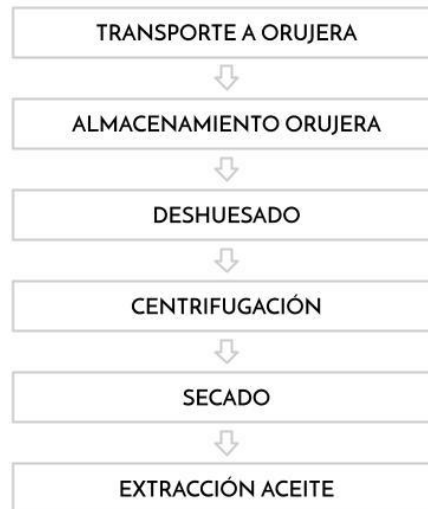 TRANSPORTE A ORUJERA
ALMACENAMIENTO ORUJERA
DESHUESADO
CENTRIFUGACIÓN
SECADO
EXTRACCIÓN ACEITE